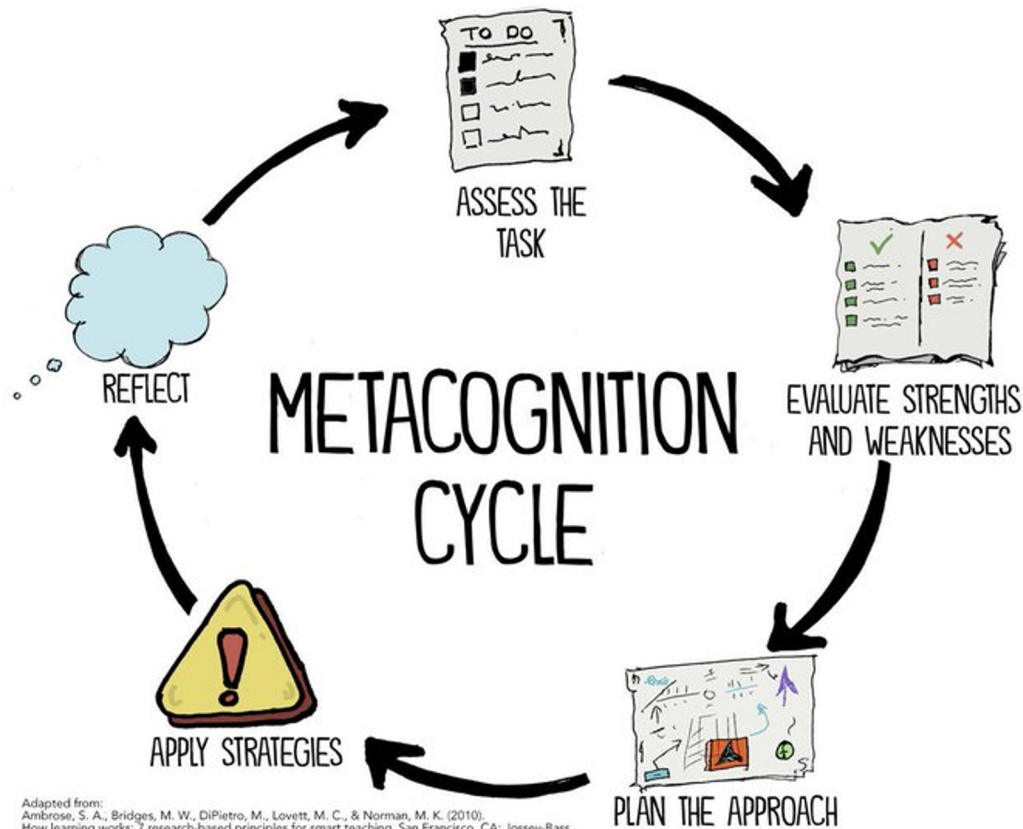 TO DO
ASSESS THE
TASK
EVALUATE STRENGTHS
AND WEAKNESSES
REFLECT
METACOGNITION
CYCLE
APPLY STRATEGIES
PLAN THE APPROACH
Adapted from:
Ambrose, S. A., Bridges, M. W., DiPietro, M., Lovett, M. C., & Norman, M. K. (2010).
How learning works: 7 research-based principles for smart teaching. San Francisco, CA: Jossey-Bass.